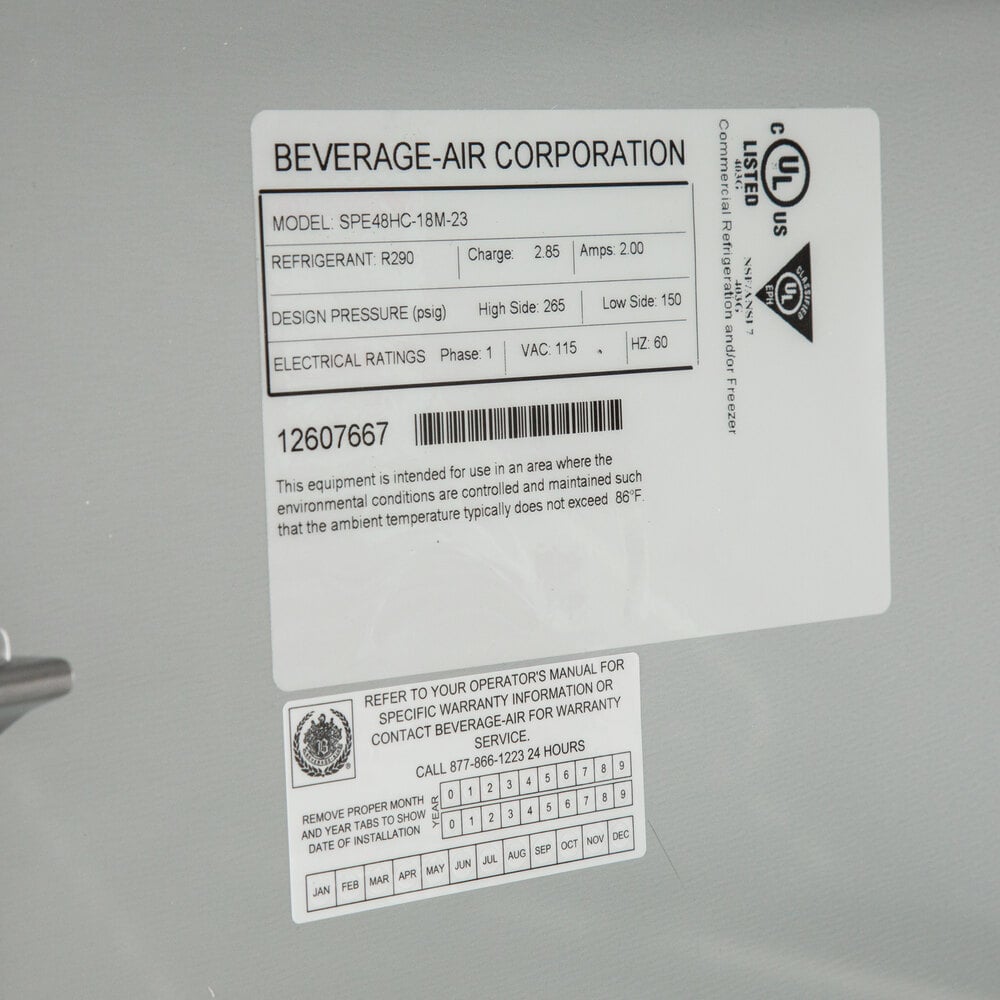 BEVERAGE-AIR CORPORATION
MODEL: SPE48HC-18M-23
REFRIGERANT: R290 Charge: 2.85 Amps: 2.00
DESIGN PRESSURE (psig) High Side: 265 Low Side: 150
ELECTRICAL RATINGS Phase: 1 VAC: 115 HZ: 60
12607667
This equipment is intended for use in an area where the
environmental conditions are controlled and maintained such
that the ambient temperature typically does not exceed 86°F.
C UL US
LISTED
403G
Commercial Refrigeration and/or Freezer
CLASSIFIED
UL
EPH
NSF/ANSI 7
403G
REFER TO YOUR OPERATOR'S MANUAL FOR
SPECIFIC WARRANTY INFORMATION OR
CONTACT BEVERAGE-AIR FOR WARRANTY
SERVICE.
CALL 877-866-1223 24 HOURS
REMOVE PROPER MONTH
AND YEAR TABS TO SHOW
DATE OF INSTALLATION
YEAR
0 1 2 3 4 5 6 7 8 9
0 1 2 3 4 5 6 7 8 9
JAN FEB MAR APR MAY JUN JUL AUG SEP OCT NOV DEC